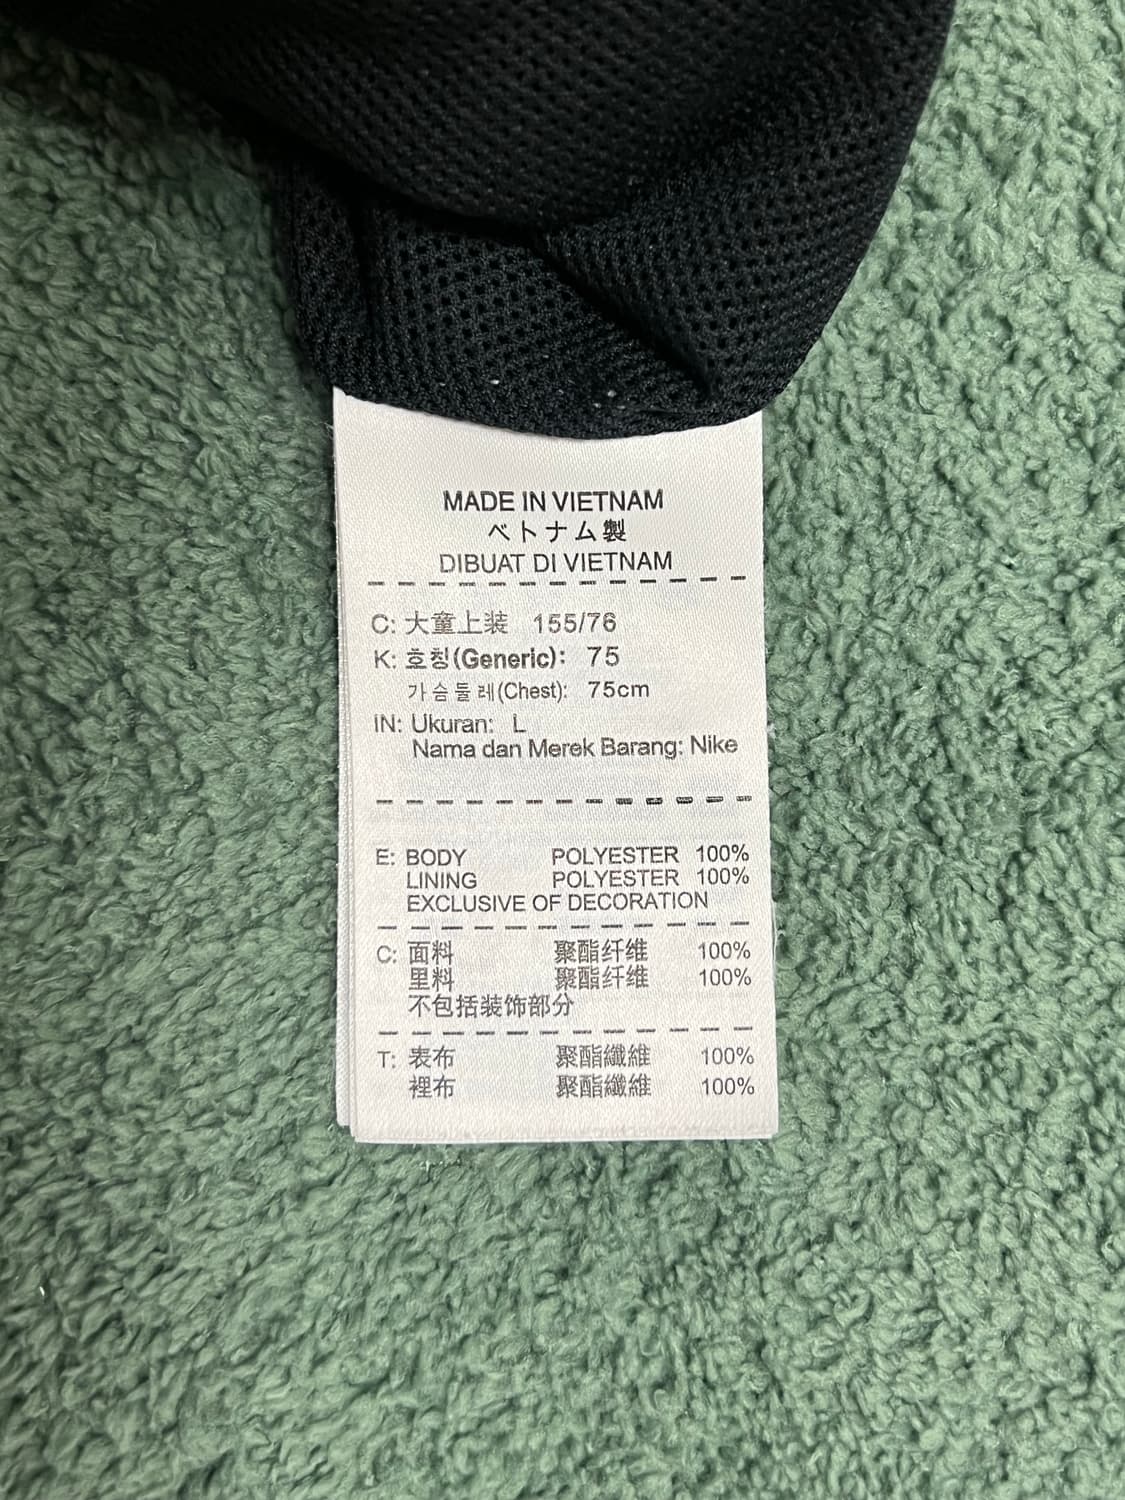 MADE IN VIETNAM
ベトナム製
DIBUAT DI VIETNAM
C: 大童上装 155/76
K: 호칭(Generic): 75
가슴둘레(Chest): 75cm
IN: Ukuran: L
Nama dan Merek Barang: Nike
E: BODY POLYESTER 100%
LINING POLYESTER 100%
EXCLUSIVE OF DECORATION
C: 面料 聚酯纤维 100%
里料 聚酯纤维 100%
不包括装饰部分
T: 表布 聚酯纖維 100%
裡布 聚酯纖維 100%